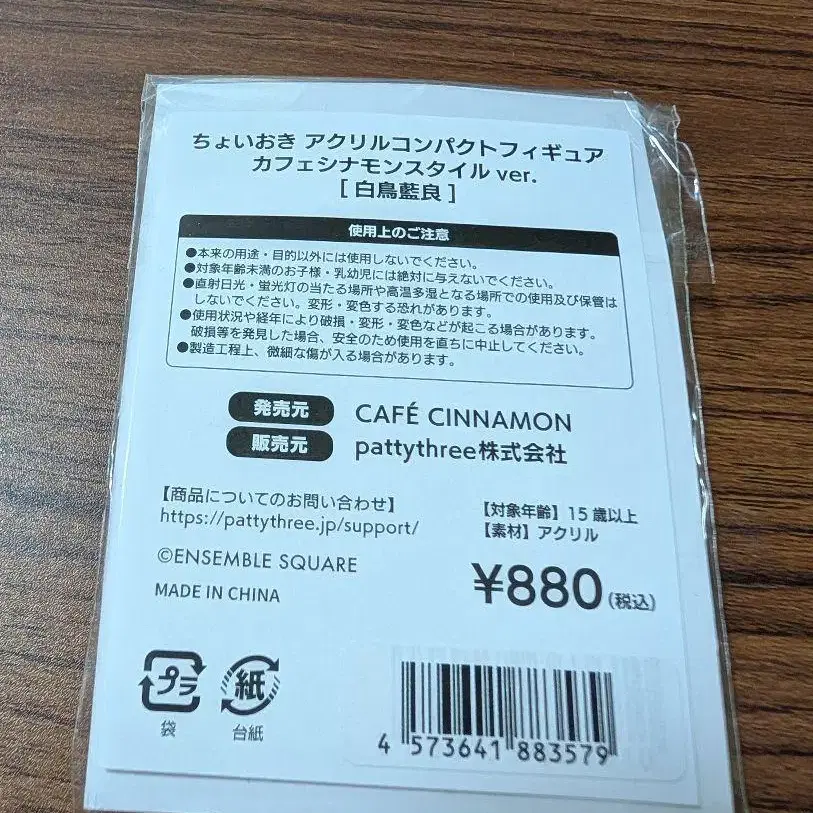 ちょいおき アクリルコンパクトフィギュア
カフェシナモンスタイル ver.
[ 白鳥藍良 ]
使用上のご注意
●本来の用途・目的以外には使用しないでください。
●対象年齢未満のお子様・乳幼児には絶対に与えないでください。
●直射日光・蛍光灯の当たる場所や高温多湿となる場所での使用及び保管は
しないでください。変形・変色する恐れがあります。
●使用状況や経年により破損・変形・変色などが起こる場合があります。
破損等を発見した場合、安全のため使用を直ちに中止してください。
●製造工程上、微細な傷が入る場合があります。
発売元 CAFÉ CINNAMON
販売元 pattythree株式会社
【商品についてのお問い合わせ】
https://pattythree.jp/support/
【対象年齢】15歳以上
【素材】アクリル
©ENSEMBLE SQUARE
MADE IN CHINA
¥880(税込)
プラ
袋
紙
台紙
4 573641 883579